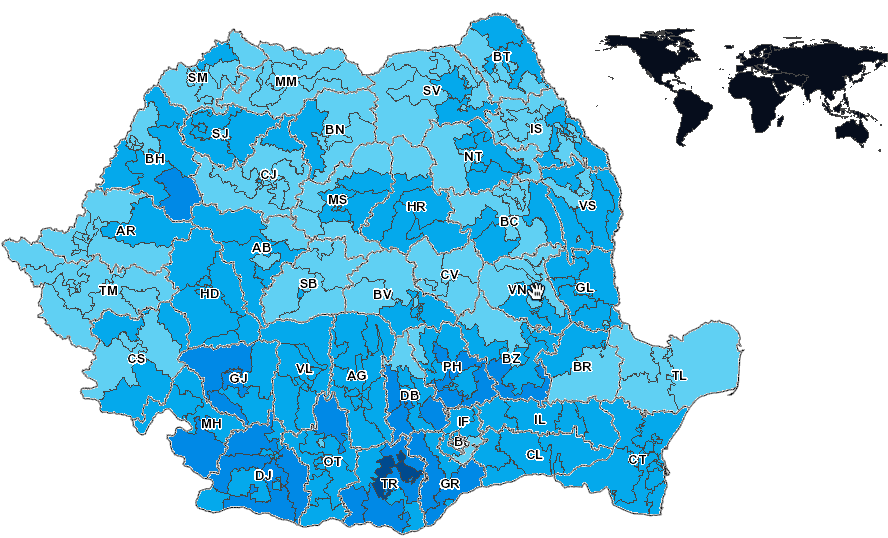 BT
SM
MM
SV
SJ
BN
IS
BH
NT
CJ
MS
HR
VS
BC
AR
AB
CV
SB
TM
HD
BV
VN
GL
CS
BZ
BR
PH
VL
AG
GJ
TL
DB
MH
IF
IL
B
CL
OT
CT
DJ
TR
GR